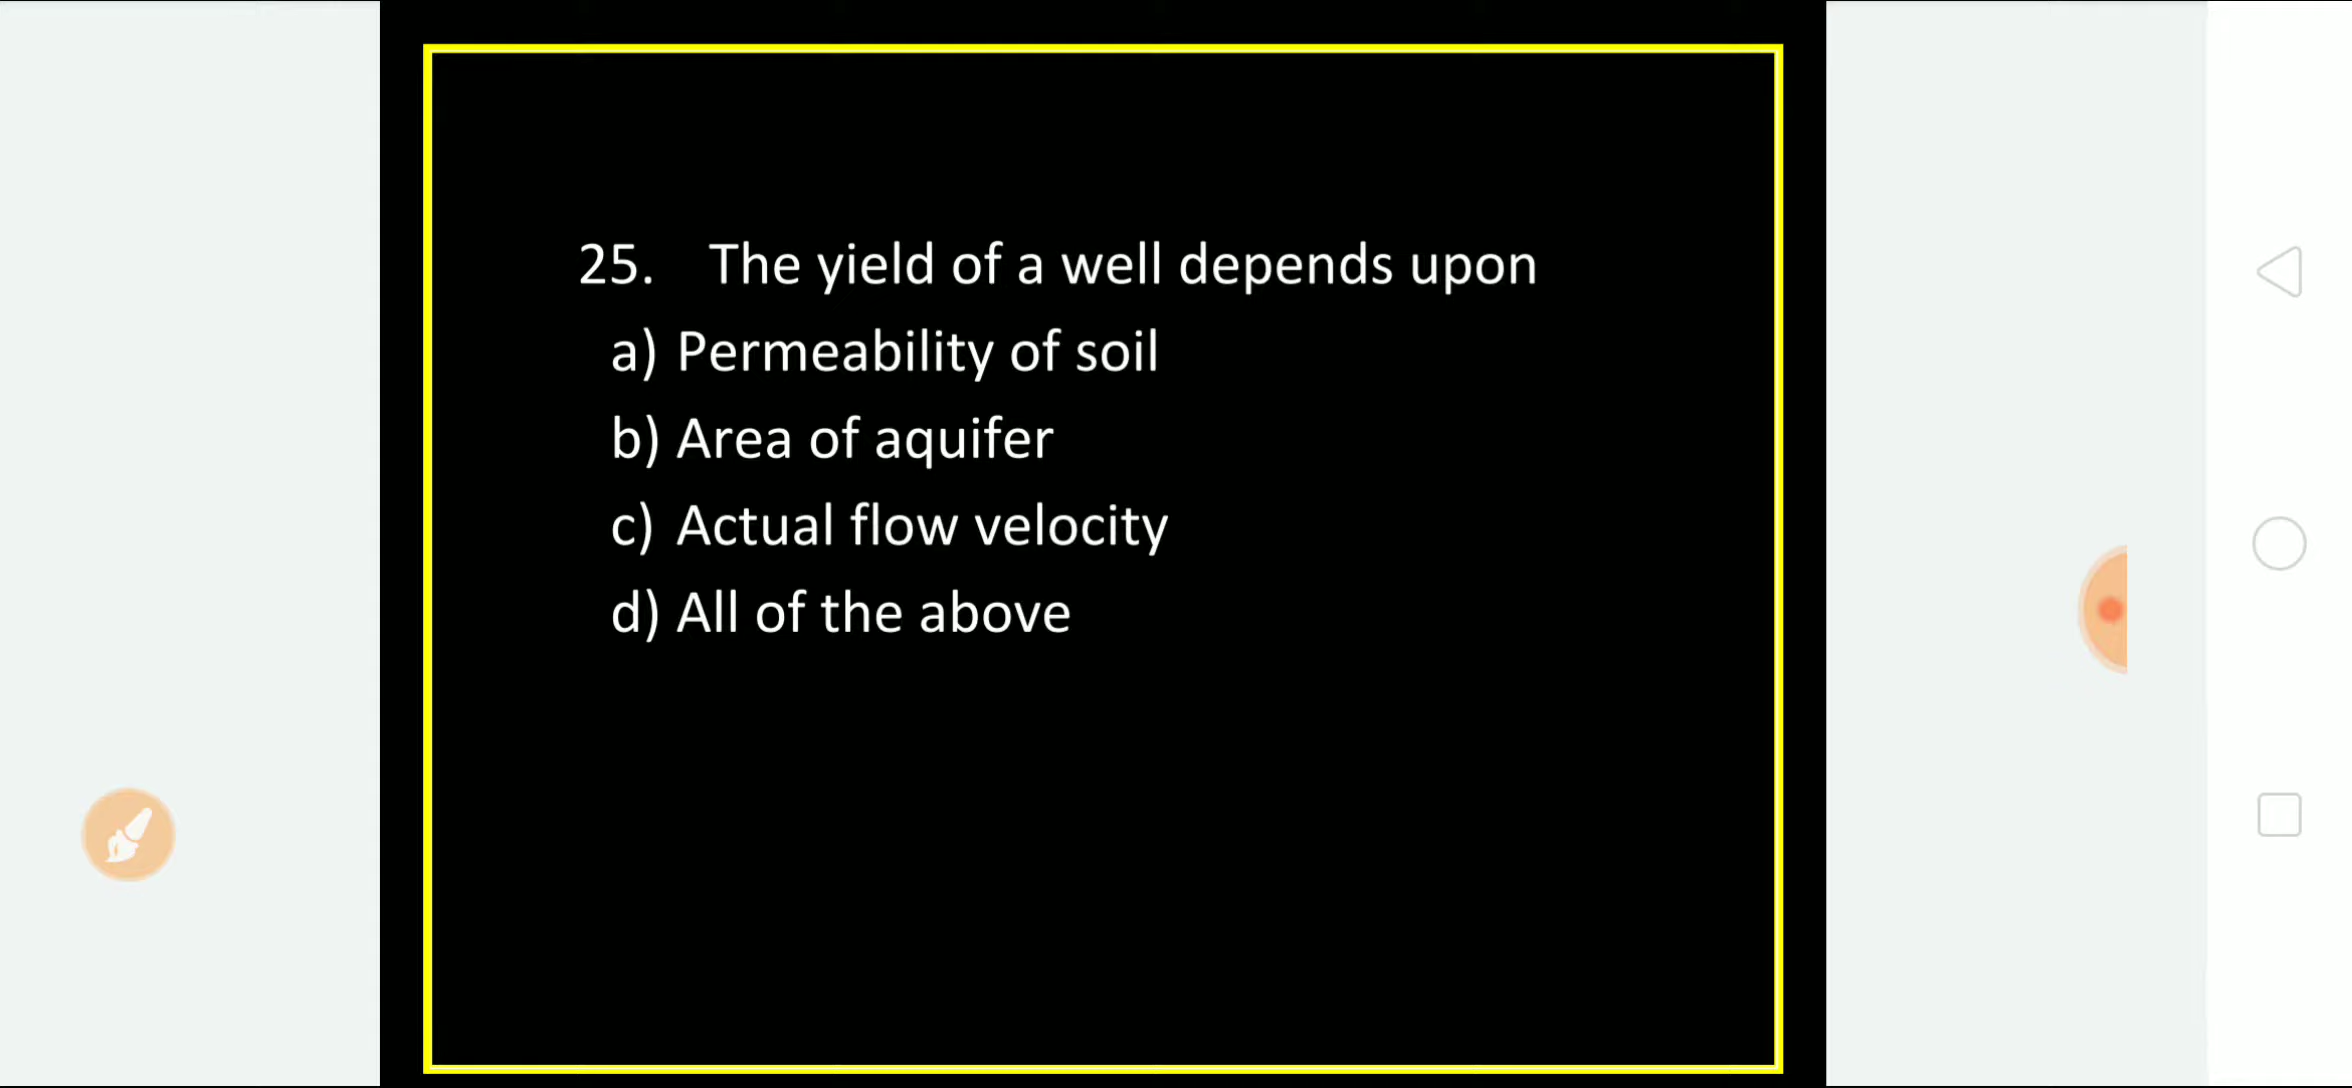 25. The yield of a well depends upon
a) Permeability of soil
b) Area of aquifer
c) Actual flow velocity
d) All of the above